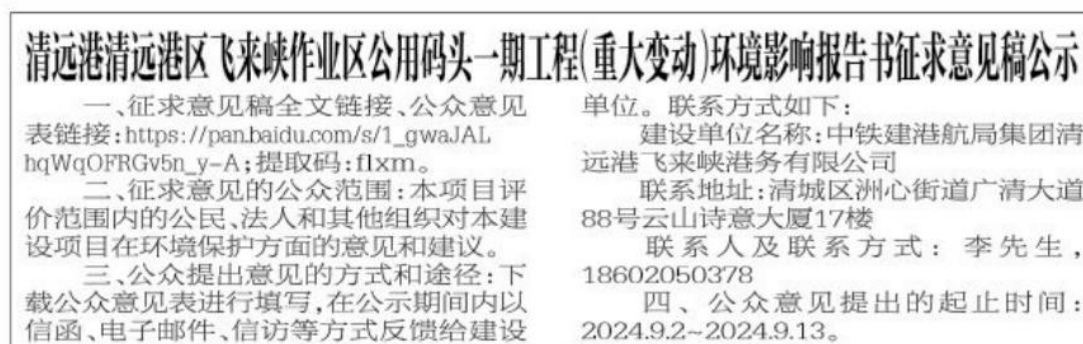 清远港清远港区飞来峡作业区公用码头一期工程(重大变动)环境影响报告书征求意见稿公示
一、征求意见稿全文链接、公众意见
表链接:https://pan.baidu.com/s/1_gwaJAL
hqWqOFRGv5n_y-A;提取码:flxm。
二、征求意见的公众范围:本项目评
价范围内的公民、法人和其他组织对本建
设项目在环境保护方面的意见和建议。
三、公众提出意见的方式和途径:下
载公众意见表进行填写,在公示期间内以
信函、电子邮件、信访等方式反馈给建设
单位。联系方式如下:
建设单位名称:中铁建港航局集团清
远港飞来峡港务有限公司
联系地址:清城区洲心街道广清大道
88号云山诗意大厦17楼
联系人及联系方式:李先生,
18602050378
四、公众意见提出的起止时间:
2024.9.2~2024.9.13。